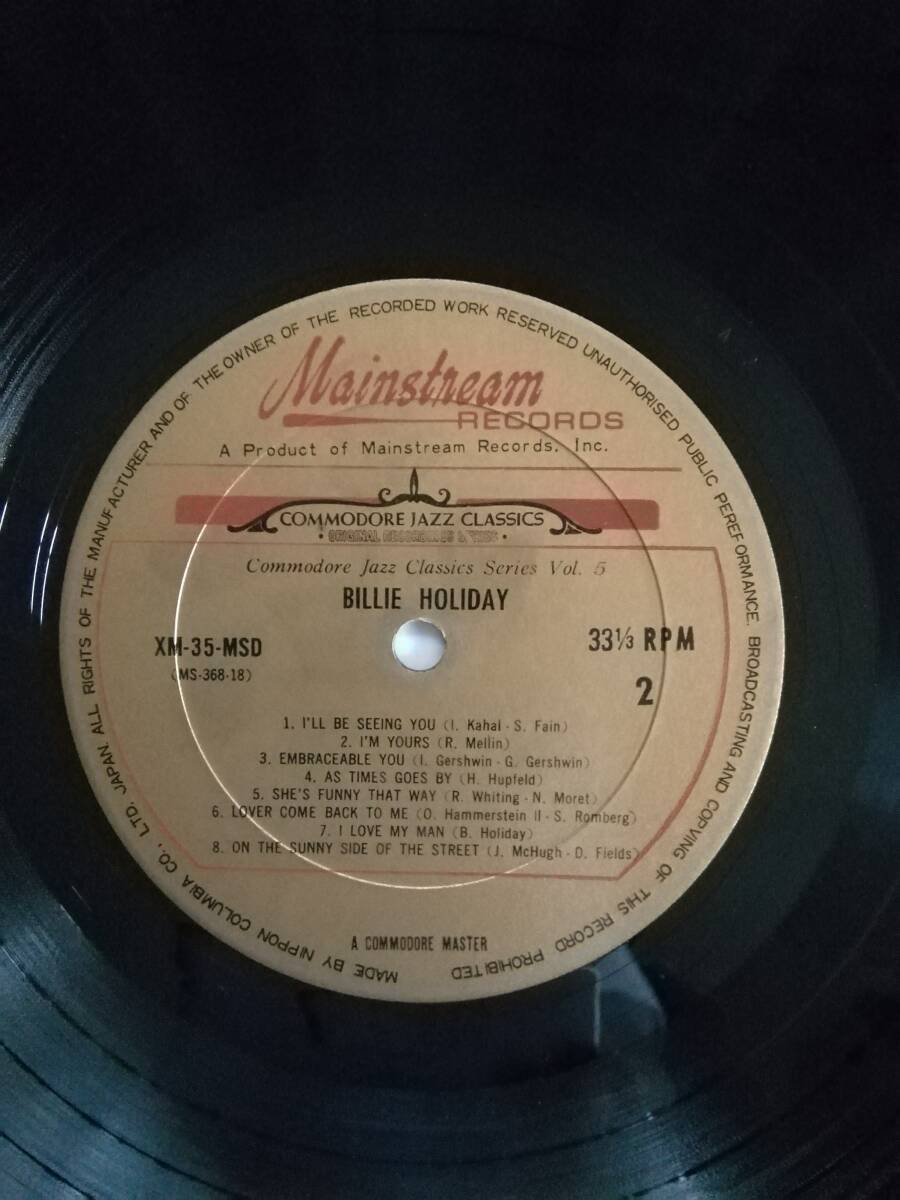 MADE BY NIPPON COLUMBIA CO., LTD. JAPAN ALL RIGHTS OF THE MANUFACTURER AND OF THE OWNER OF THE RECORDED WORK RESERVED UNAUTHORISED PUBLIC PEREFORMANCE. BROADCASTING AND COPVING OF THIS RECORD PROHIBITED
Mainstream
RECORDS
A Product of Mainstream Records, Inc.
COMMODORE JAZZ CLASSICS
ORIGINAL
Commodore Jazz Classics Series Vol. 5
BILLIE HOLIDAY
XM-35-MSD
33⅓ RPM
(MS-368-18)
2
1. I'LL BE SEEING YOU (I. Kahal - S. Fain)
2. I'M YOURS (R. Mellin)
3. EMBRACEABLE YOU (I. Gershwin - G. Gershwin)
4. AS TIMES GOES BY (H. Hupfeld)
5. SHE'S FUNNY THAT WAY (R. Whiting - N. Moret)
6. LOVER COME BACK TO ME (O. Hammerstein II - S. Romberg)
7. I LOVE MY MAN (B. Holiday)
8. ON THE SUNNY SIDE OF THE STREET (J. McHugh - D. Fields)
A COMMODORE MASTER